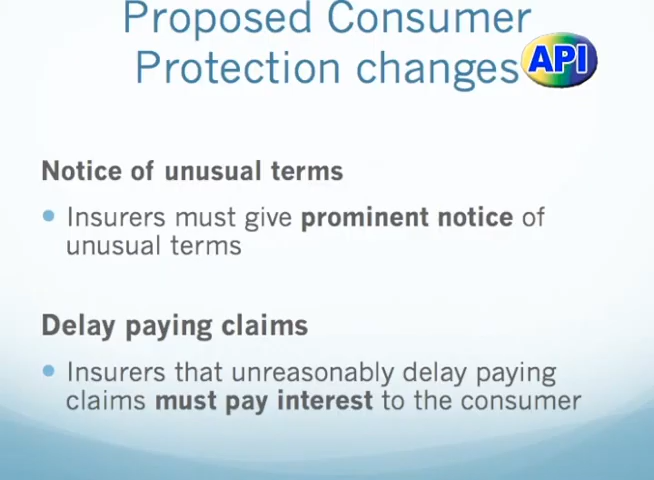 Proposed Consumer
Protection changes
API
Notice of unusual terms
Insurers must give prominent notice of
unusual terms
Delay paying claims
Insurers that unreasonably delay paying
claims must pay interest to the consumer